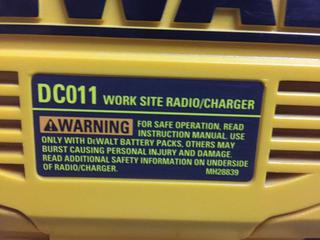 DC011 WORK SITE RADIO/CHARGER
⚠WARNING FOR SAFE OPERATION, READ
INSTRUCTION MANUAL. USE
ONLY WITH DeWALT BATTERY PACKS. OTHERS MAY
BURST CAUSING PERSONAL INJURY AND DAMAGE.
READ ADDITIONAL SAFETY INFORMATION ON UNDERSIDE
OF RADIO/CHARGER. MH28839